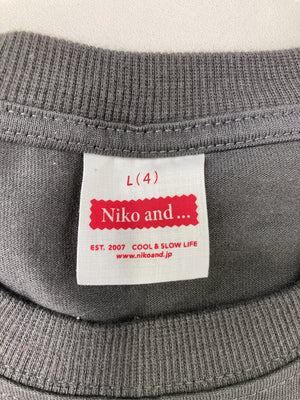 L(4)
Niko and...
EST. 2007 COOL & SLOW LIFE
www.nikoand.jp